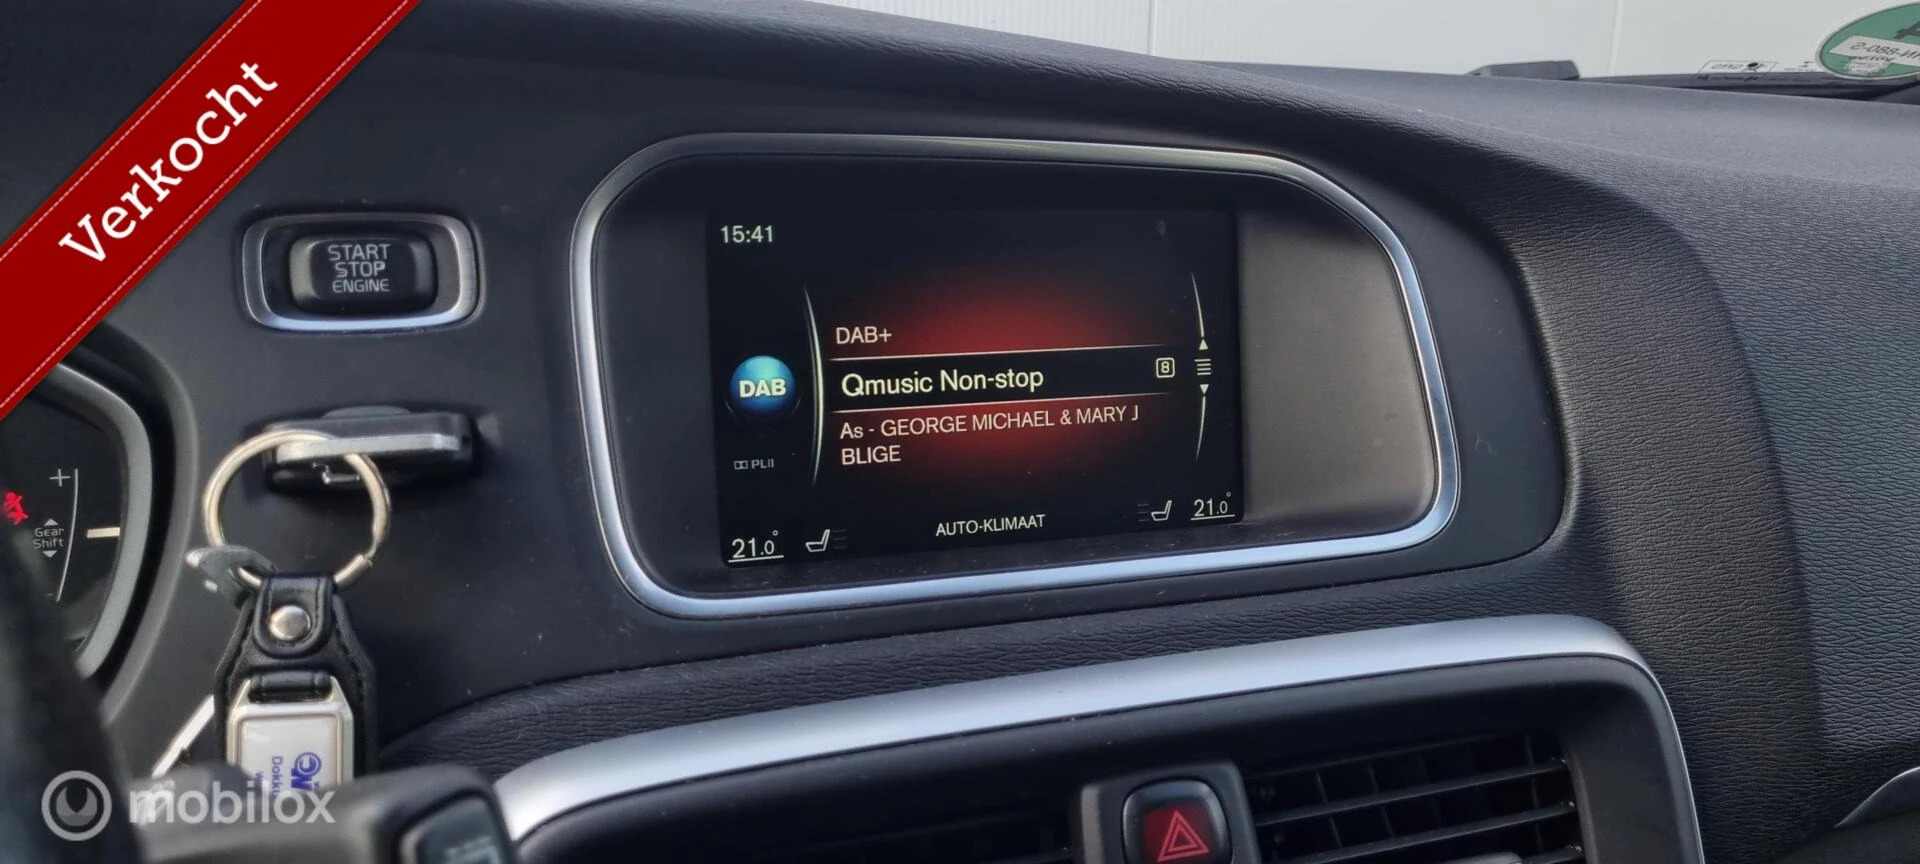 Verkocht
START
STOP
ENGINE
15:41
DAB+
DAB
Qmusic Non-stop
8
As - GEORGE MICHAEL & MARY J
BLIGE
PLII
AUTO-KLIMAAT
21.0°
21.0°
+
Gear
Shift
mobilox